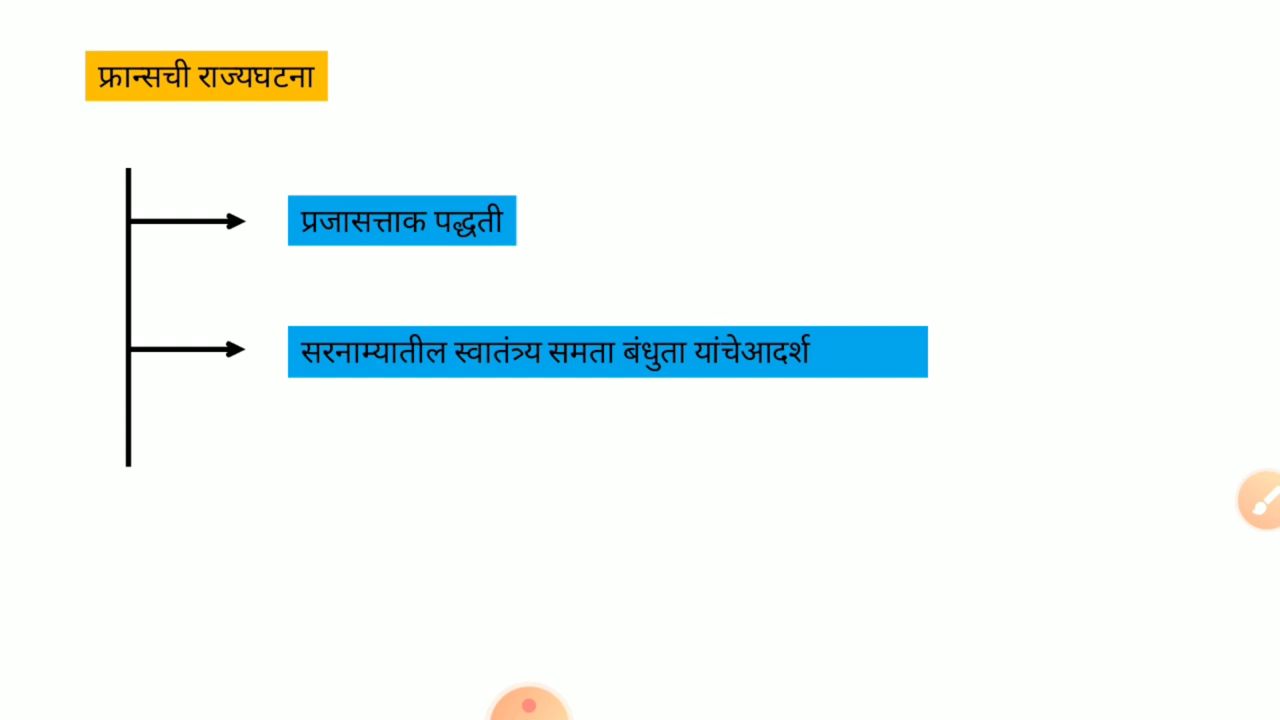 फ्रान्सची राज्यघटना
प्रजासत्ताक पद्धती
सरनाम्यातील स्वातंत्र्य समता बंधुता यांचेआदर्श